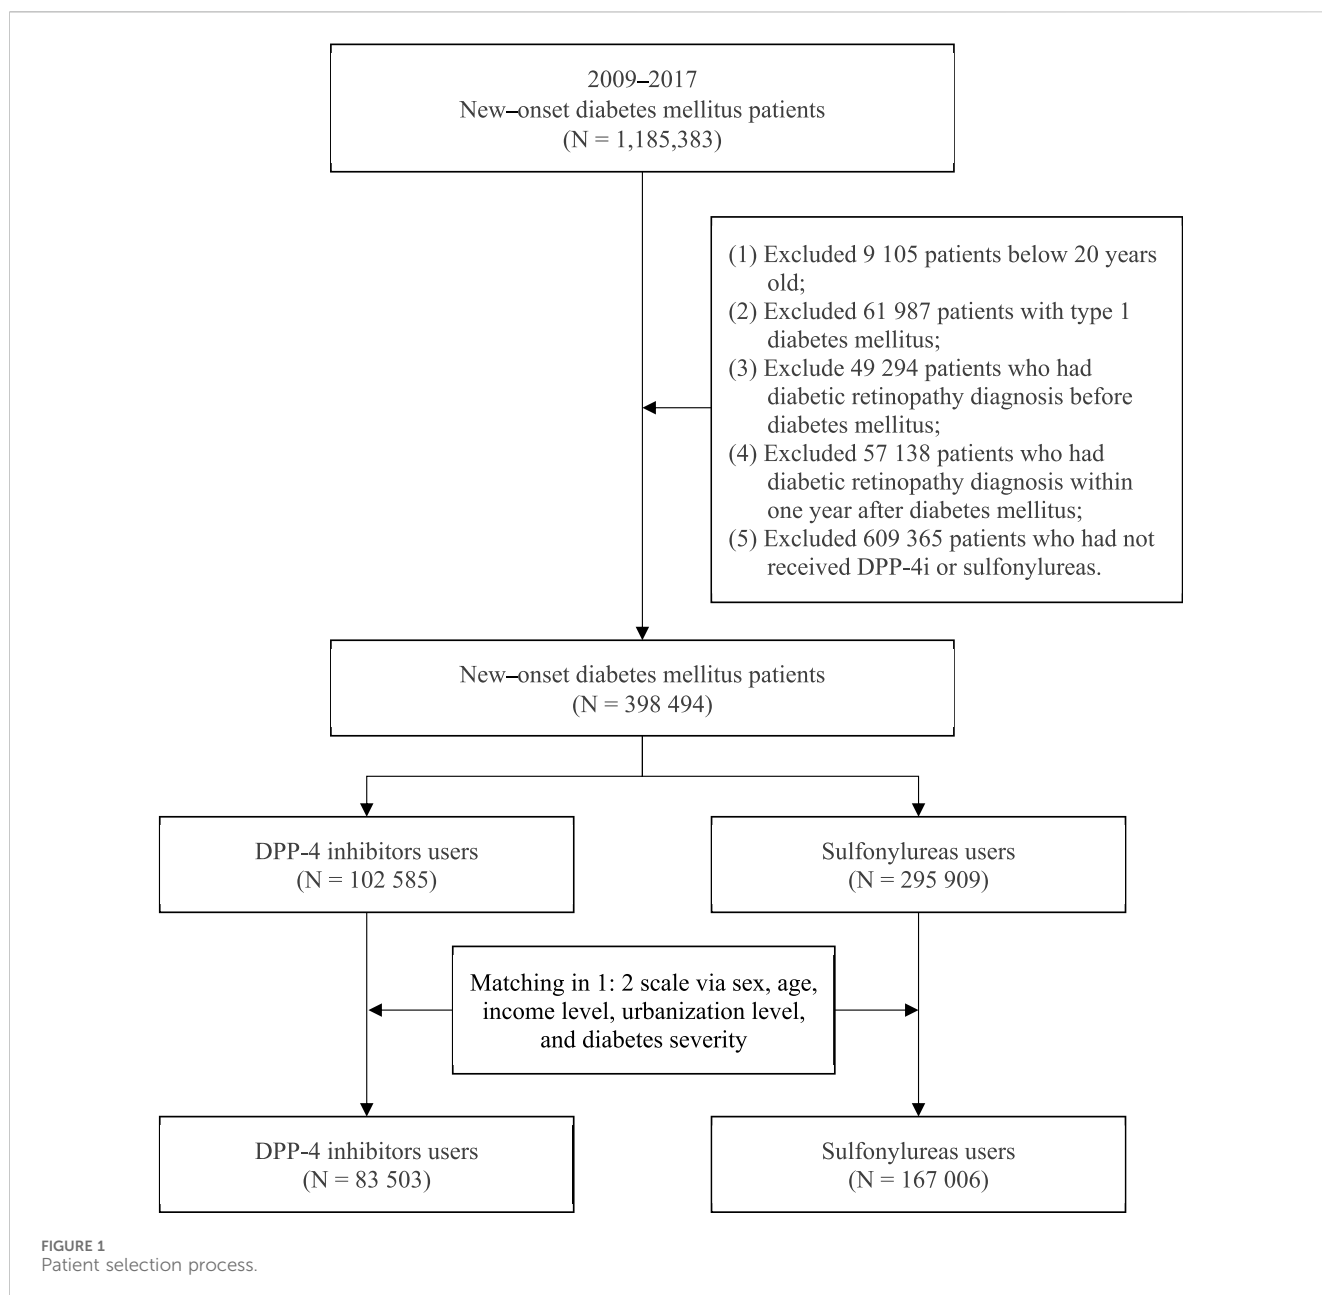 2009–2017
New–onset diabetes mellitus patients
(N = 1,185,383)
(1) Excluded 9 105 patients below 20 years
old;
(2) Excluded 61 987 patients with type 1
diabetes mellitus;
(3) Exclude 49 294 patients who had
diabetic retinopathy diagnosis before
diabetes mellitus;
(4) Excluded 57 138 patients who had
diabetic retinopathy diagnosis within
one year after diabetes mellitus;
(5) Excluded 609 365 patients who had not
received DPP-4i or sulfonylureas.
New–onset diabetes mellitus patients
(N = 398 494)
DPP-4 inhibitors users
(N = 102 585)
Sulfonylureas users
(N = 295 909)
Matching in 1: 2 scale via sex, age,
income level, urbanization level,
and diabetes severity
DPP-4 inhibitors users
(N = 83 503)
Sulfonylureas users
(N = 167 006)
FIGURE 1
Patient selection process.